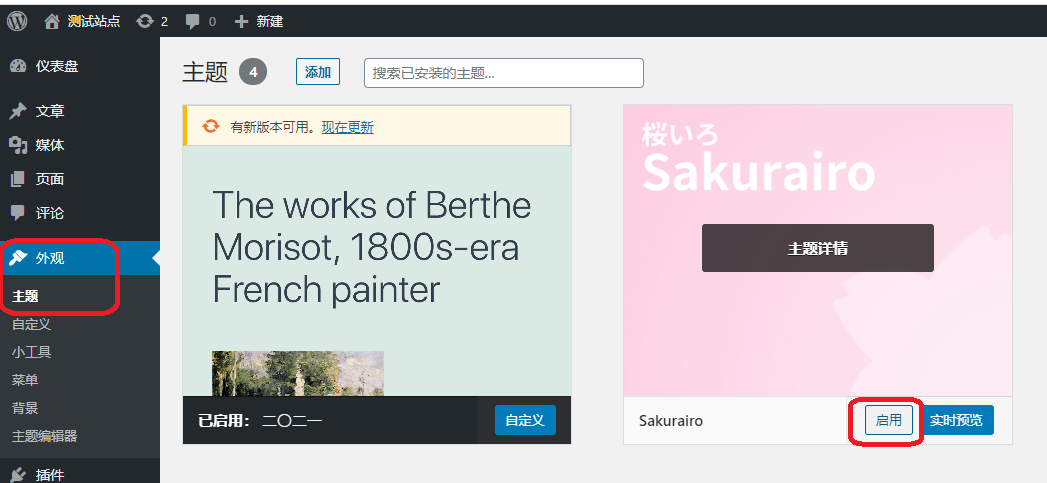 测试站点 2 0 新建
仪表盘
文章
媒体
页面
评论
外观
主题
自定义
小工具
菜单
背景
主题编辑器
插件
主题 4 添加 搜索已安装的主题...
有新版本可用。现在更新
The works of Berthe
Morisot, 1800s-era
French painter
已启用： 二〇二一 自定义
桜いろ
Sakurairo
主题详情
Sakurairo 启用 实时预览